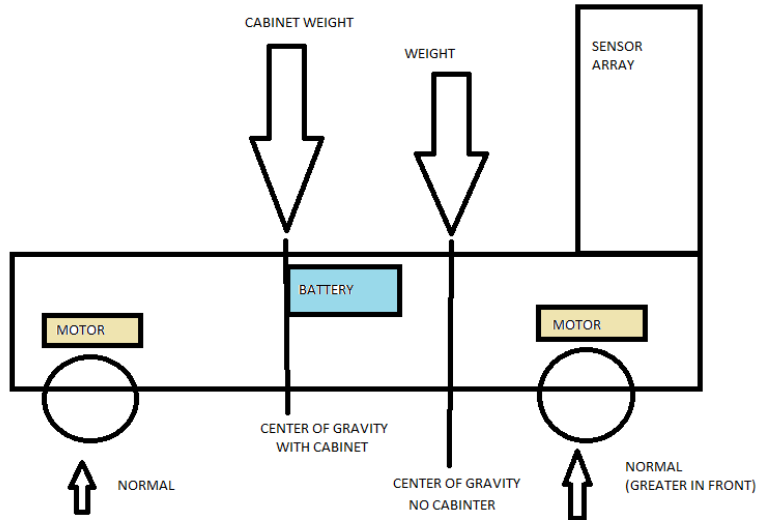 CABINET WEIGHT
WEIGHT
SENSOR
ARRAY
BATTERY
MOTOR
MOTOR
CENTER OF GRAVITY
WITH CABINET
NORMAL
CENTER OF GRAVITY
NO CABINTER
NORMAL
(GREATER IN FRONT)